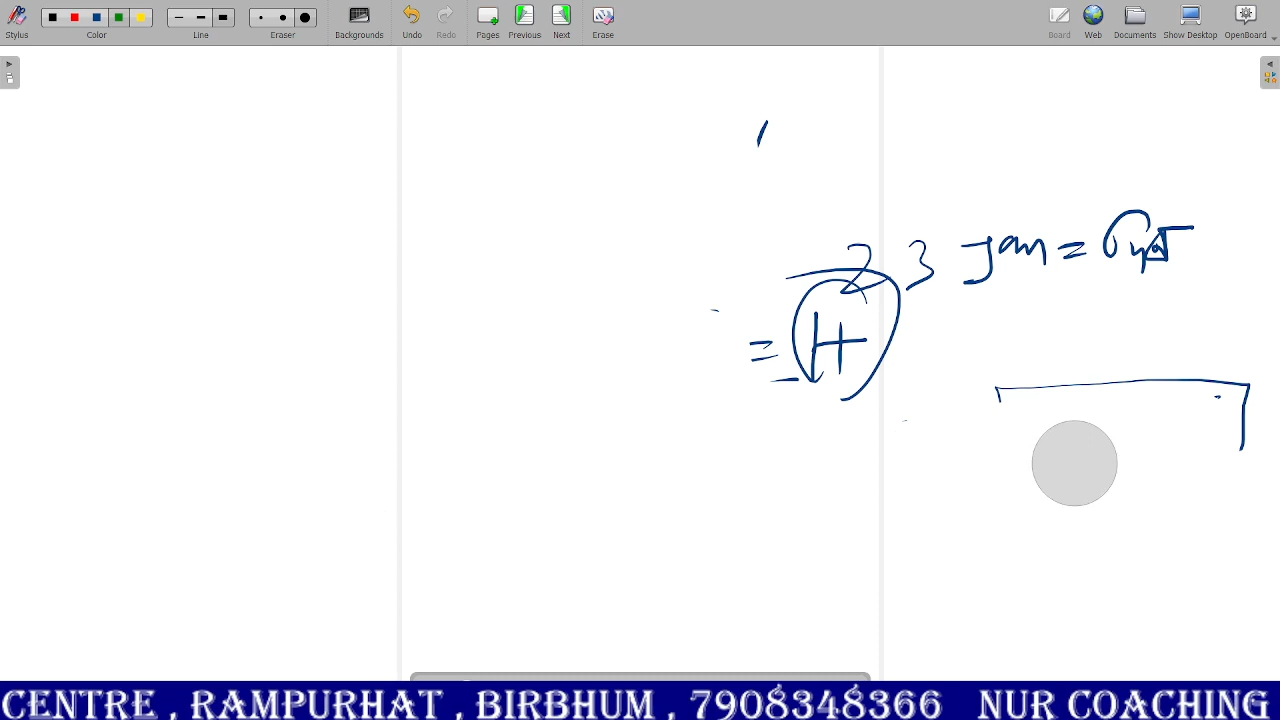 Stylus Color Line Eraser Backgrounds Undo Redo Pages Previous Next Erase Board Web Documents Show Desktop OpenBoard
23 Jan =
= H
CENTRE , RAMPURHAT , BIRBHUM , 7908348366 NUR COACHING